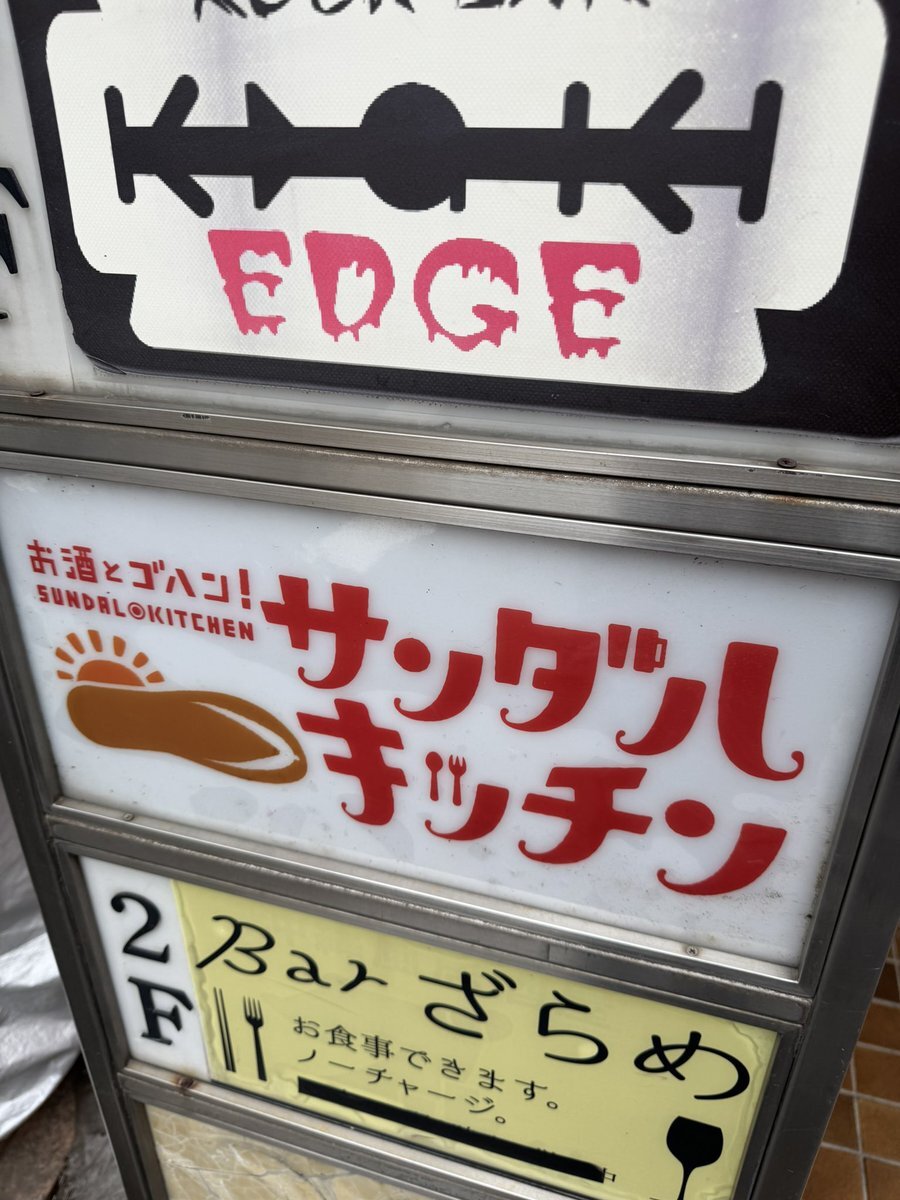 EDGE
お酒とゴハン!
SUNDAL KITCHEN
サンダル
キッチン
2F
Bar ざらめ
お食事できます。
ノーチャージ。
中